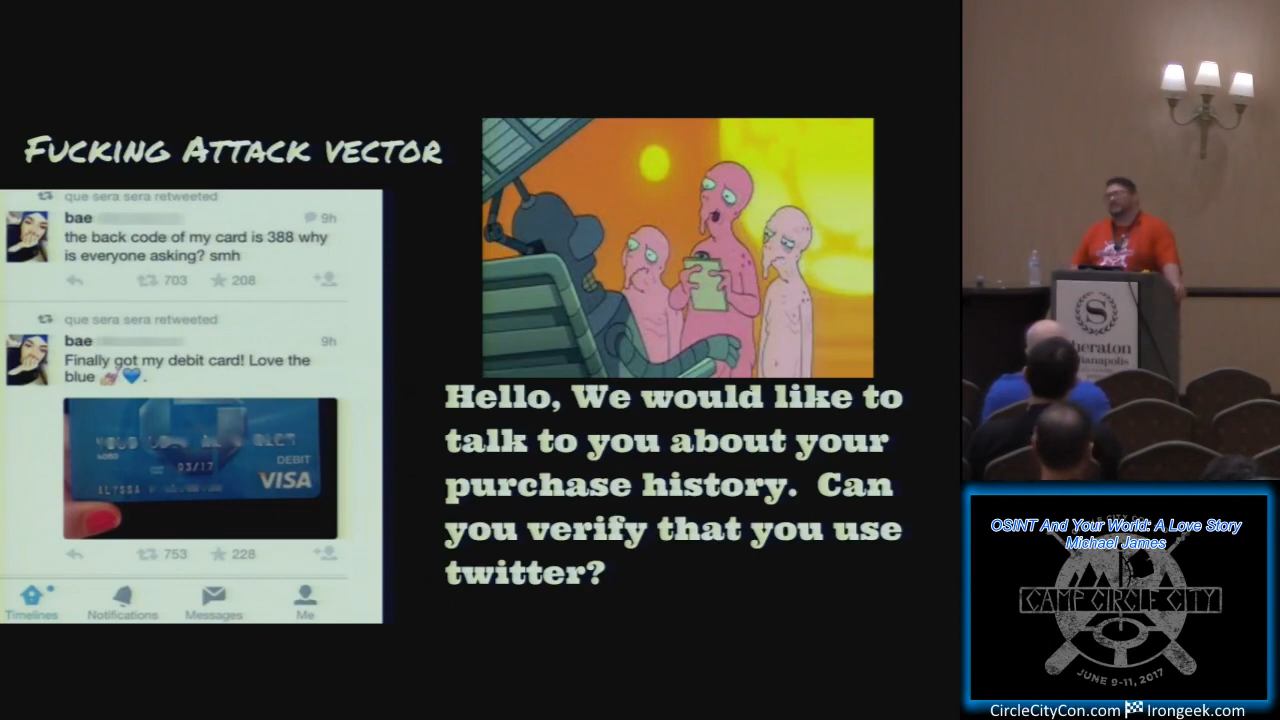 Fucking Attack vector
que sera sera retweeted
bae
9h
the back code of my card is 388 why
is everyone asking? smh
703
208
que sera sera retweeted
bae
9h
Finally got my debit card! Love the
blue
03/17
DEBIT
VISA
ALYSSA
753
228
Timelines
Notifications
Messages
Me
Hello, We would like to
talk to you about your
purchase history. Can
you verify that you use
twitter?
S
Sheraton
OSINT And Your World: A Love Story
Michael James
CAMP CIRCLE CITY
JUNE 9-11, 2017
CircleCityCon.com
Irongeek.com